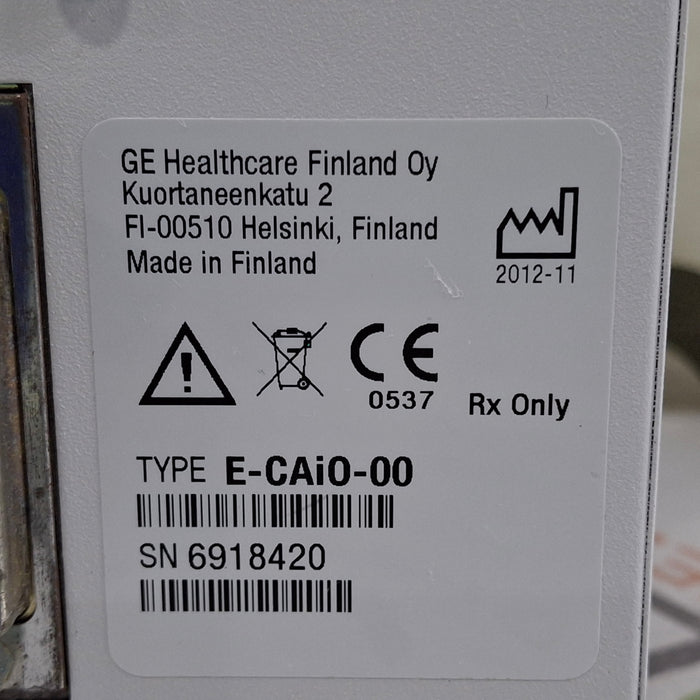 GE Healthcare Finland Oy
Kuortaneenkatu 2
FI-00510 Helsinki, Finland
Made in Finland
2012-11
CE
0537
Rx Only
TYPE E-CAiO-00
SN 6918420